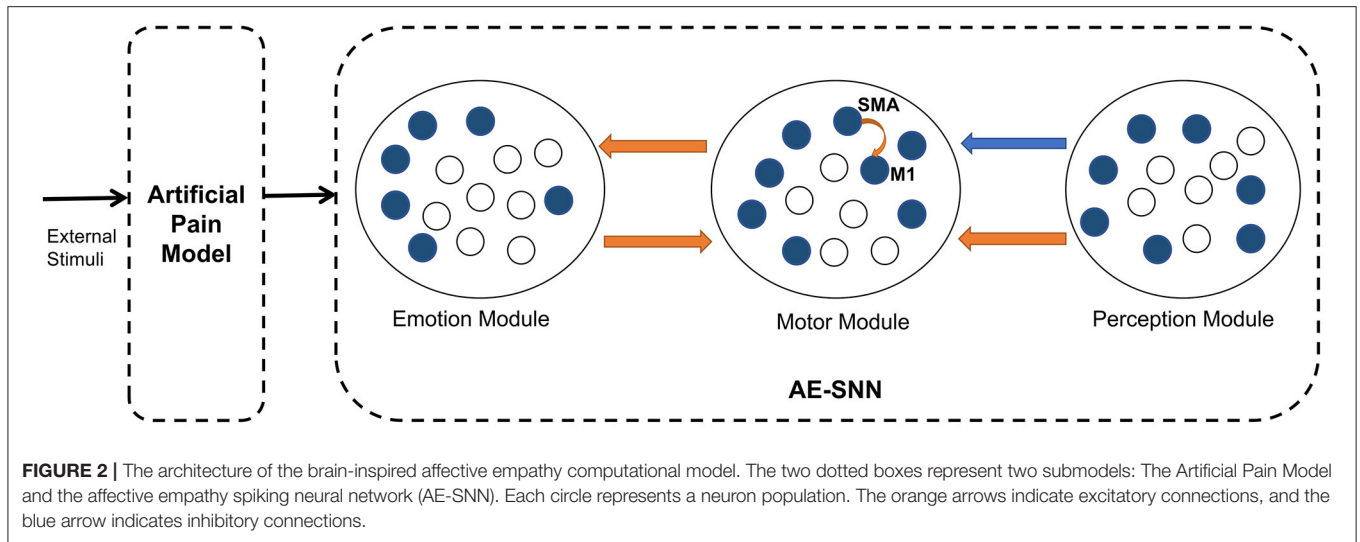 External
Stimuli
Artificial
Pain
Model
SMA
M1
Emotion Module
Motor Module
Perception Module
AE-SNN
FIGURE 2 | The architecture of the brain-inspired affective empathy computational model. The two dotted boxes represent two submodels: The Artificial Pain Model
and the affective empathy spiking neural network (AE-SNN). Each circle represents a neuron population. The orange arrows indicate excitatory connections, and the
blue arrow indicates inhibitory connections.